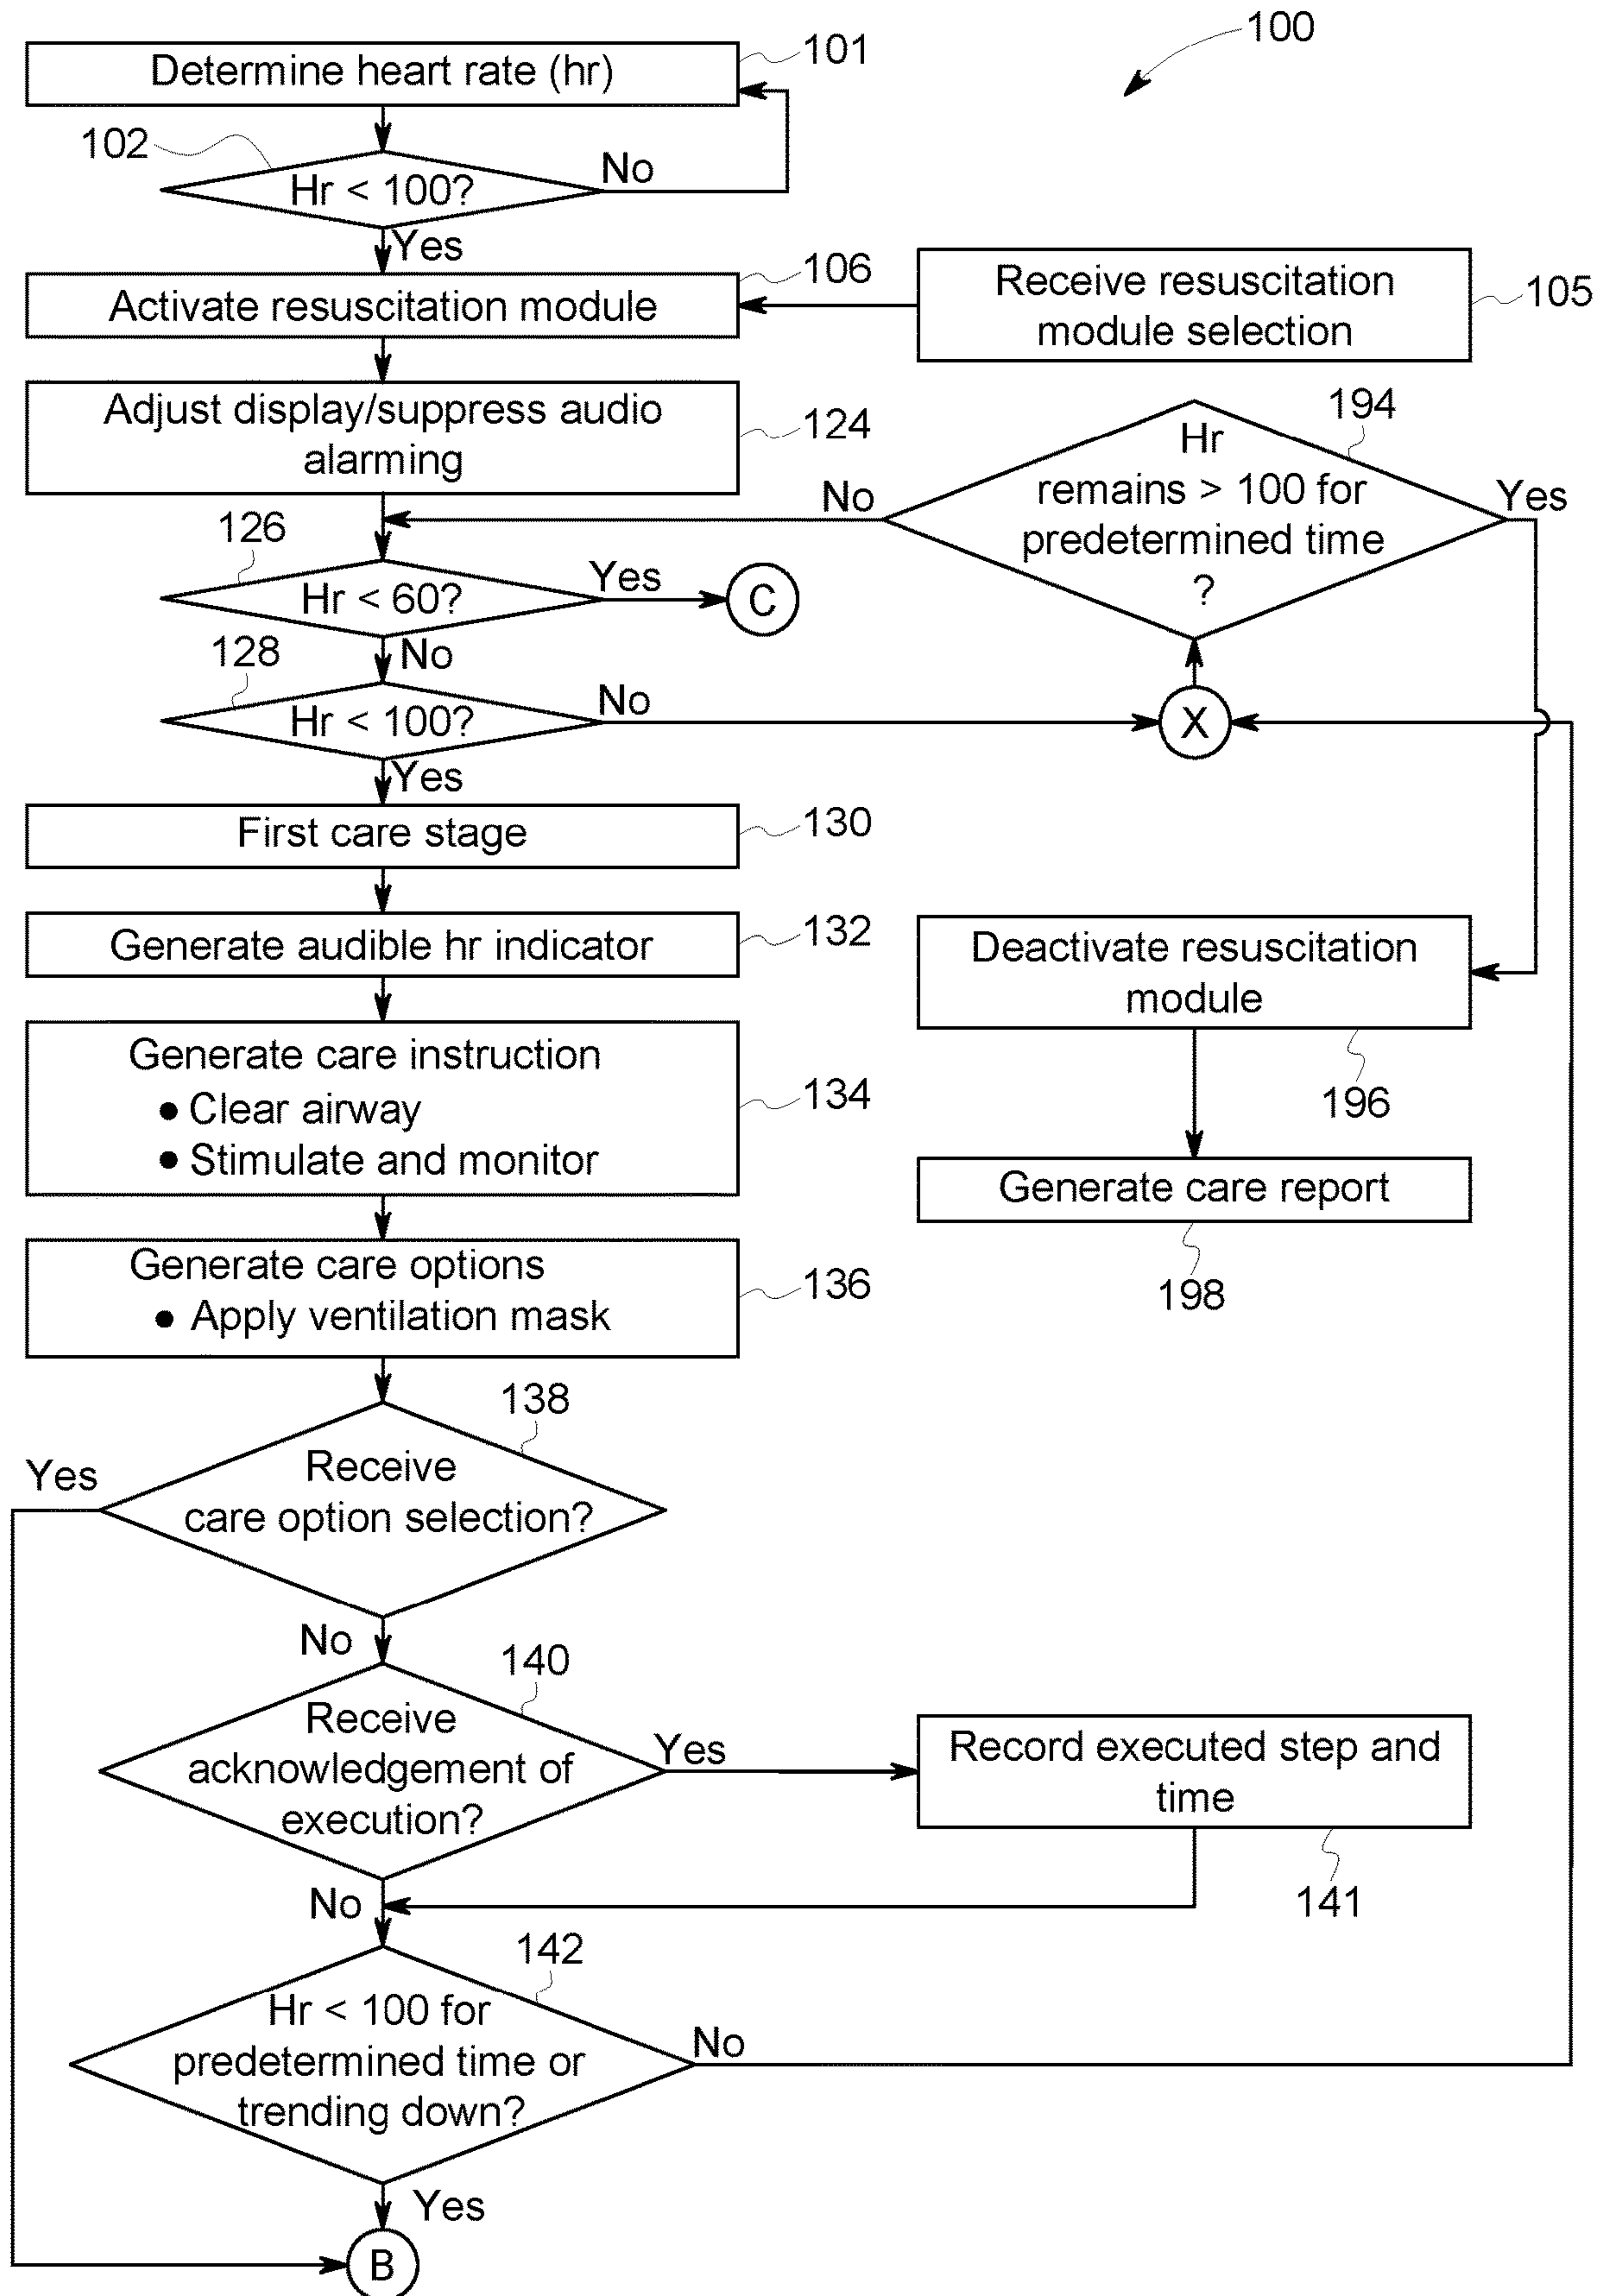 100
Determine heart rate (hr)
101
102
Hr < 100?
No
Yes
Activate resuscitation module
106
Receive resuscitation
module selection
105
Adjust display/suppress audio
alarming
124
194
Hr
remains > 100 for
predetermined time
?
No
Yes
126
Hr < 60?
Yes
C
No
128
Hr < 100?
No
X
Yes
First care stage
130
Generate audible hr indicator
132
Deactivate resuscitation
module
196
Generate care instruction
• Clear airway
• Stimulate and monitor
134
Generate care report
198
Generate care options
• Apply ventilation mask
136
138
Receive
care option selection?
Yes
No
140
Receive
acknowledgement of
execution?
Yes
Record executed step and
time
141
No
142
Hr < 100 for
predetermined time or
trending down?
No
Yes
B